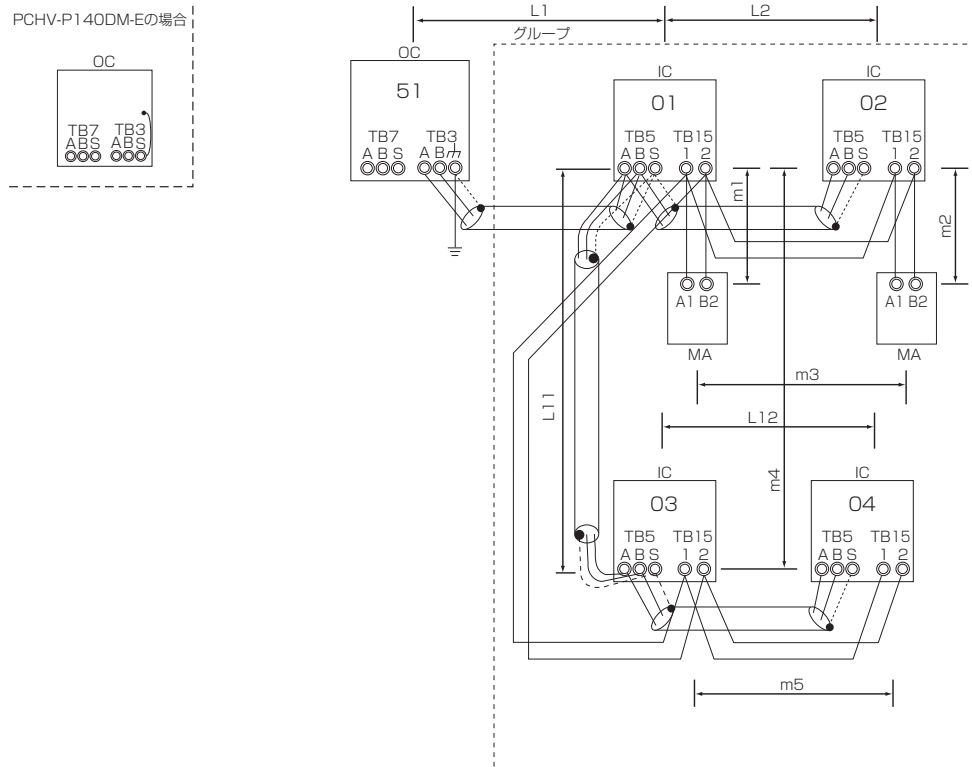 PCHV-P140DM-Eの場合
OC
TB7 TB3
A B S A B S
L1 L2
グループ
OC
51
TB7 TB3
A B S A B
IC
01
TB5 TB15
A B S 1 2
IC
02
TB5 TB15
A B S 1 2
m1
m2
A1 B2
MA
A1 B2
MA
m3
L11
L12
m4
IC
03
TB5 TB15
A B S 1 2
IC
04
TB5 TB15
A B S 1 2
m5